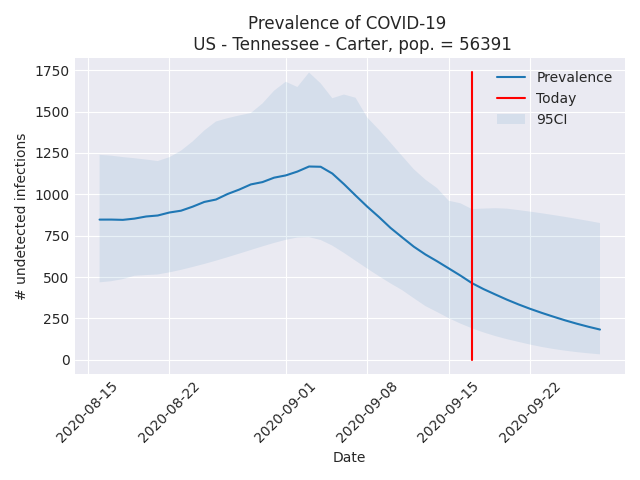 Prevalence of COVID-19
US - Tennessee - Carter, pop. = 56391
1750
1500
1250
1000
750
500
250
0
# undetected infections
Prevalence
Today
95CI
2020-08-15
2020-08-22
2020-09-01
2020-09-08
2020-09-15
2020-09-22
Date